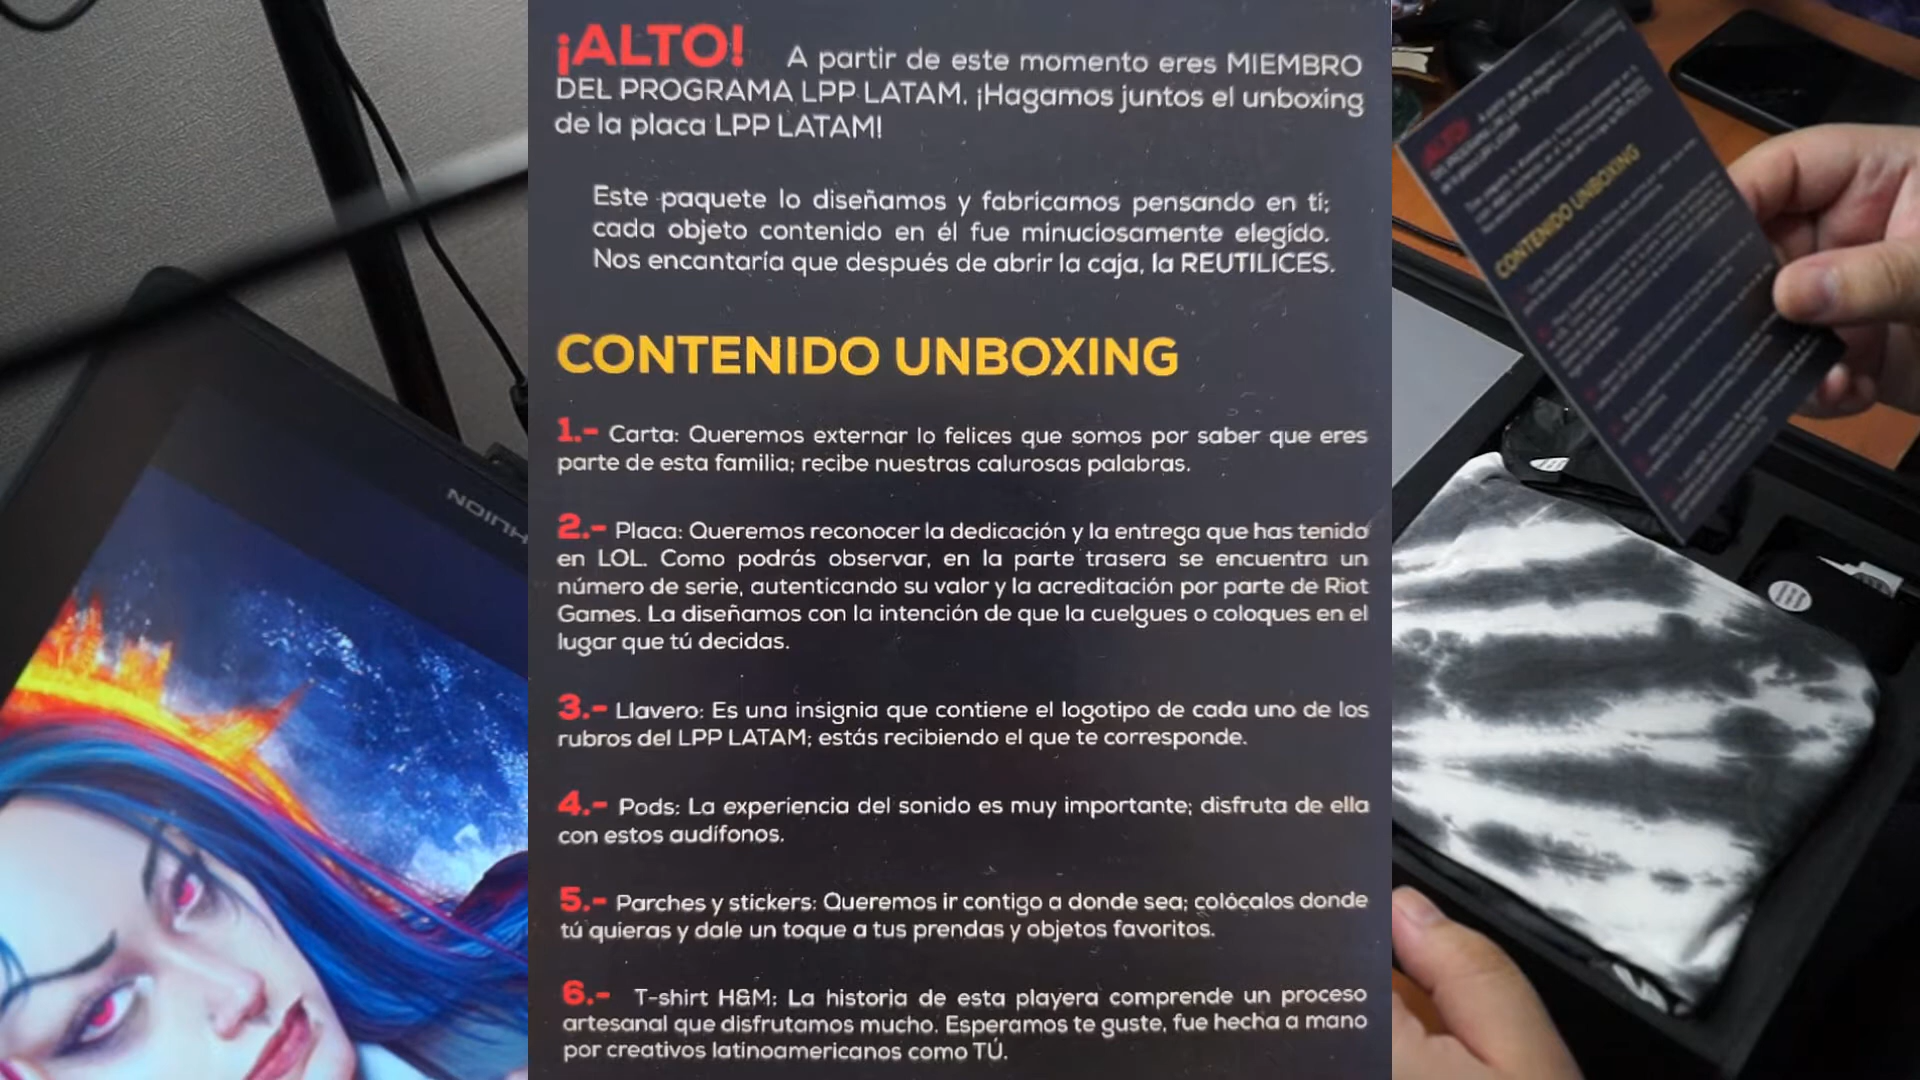 ¡ALTO! A partir de este momento eres MIEMBRO
DEL PROGRAMA LPP LATAM. ¡Hagamos juntos el unboxing
de la placa LPP LATAM!
Este paquete lo diseñamos y fabricamos pensando en ti;
cada objeto contenido en él fue minuciosamente elegido.
Nos encantaría que después de abrir la caja, la REUTILICES.
CONTENIDO UNBOXING
1.- Carta: Queremos externar lo felices que somos por saber que eres
parte de esta familia; recibe nuestras calurosas palabras.
2.- Placa: Queremos reconocer la dedicación y la entrega que has tenido
en LOL. Como podrás observar, en la parte trasera se encuentra un
número de serie, autenticando su valor y la acreditación por parte de Riot
Games. La diseñamos con la intención de que la cuelgues o coloques en el
lugar que tú decidas.
3.- Llavero: Es una insignia que contiene el logotipo de cada uno de los
rubros del LPP LATAM; estás recibiendo el que te corresponde.
4.- Pods: La experiencia del sonido es muy importante; disfruta de ella
con estos audífonos.
5.- Parches y stickers: Queremos ir contigo a donde sea; colócalos donde
tú quieras y dale un toque a tus prendas y objetos favoritos.
6.- T-shirt H&M: La historia de esta playera comprende un proceso
artesanal que disfrutamos mucho. Esperamos te guste, fue hecha a mano
por creativos latinoamericanos como TÚ.
HUION
¡ALTO!
CONTENIDO UNBOXING